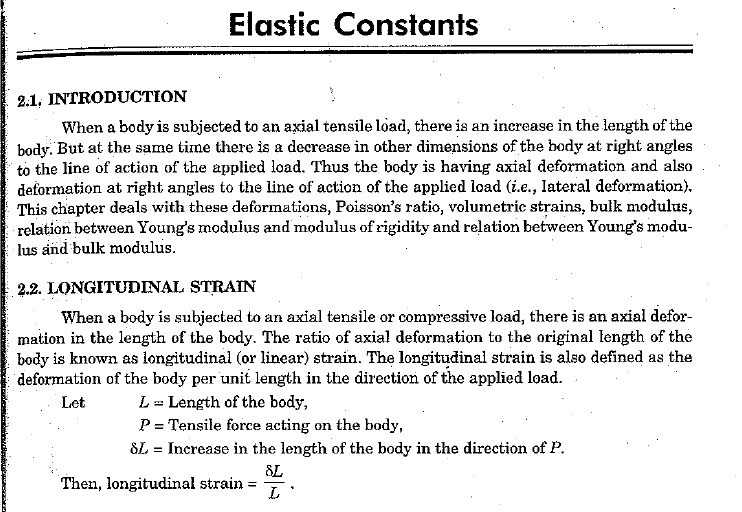 Elastic Constants
2.1. INTRODUCTION
When a body is subjected to an axial tensile load, there is an increase in the length of the
body. But at the same time there is a decrease in other dimensions of the body at right angles
to the line of action of the applied load. Thus the body is having axial deformation and also
deformation at right angles to the line of action of the applied load (i.e., lateral deformation).
This chapter deals with these deformations, Poisson's ratio, volumetric strains, bulk modulus,
relation between Young's modulus and modulus of rigidity and relation between Young's modu-
lus and bulk modulus.
2.2. LONGITUDINAL STRAIN
When a body is subjected to an axial tensile or compressive load, there is an axial defor-
mation in the length of the body. The ratio of axial deformation to the original length of the
body is known as longitudinal (or linear) strain. The longitudinal strain is also defined as the
deformation of the body per unit length in the direction of the applied load.
Let L = Length of the body,
P = Tensile force acting on the body,
δL = Increase in the length of the body in the direction of P.
Then, longitudinal strain = δL/L .